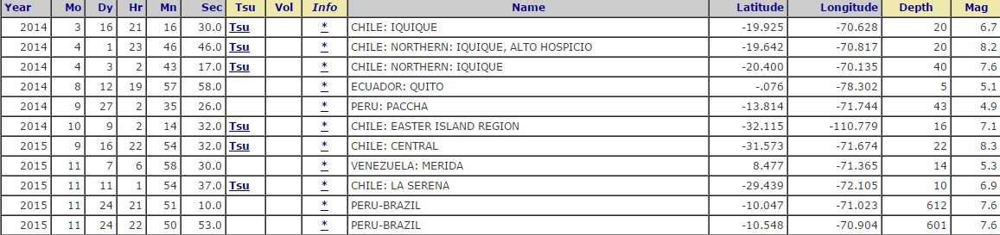 Year Mo Dy Hr Mn Sec Tsu Vol Info Name Latitude Longitude Depth Mag
2014 3 16 21 16 30.0 Tsu * CHILE: IQUIQUE -19.925 -70.628 20 6.7
2014 4 1 23 46 46.0 Tsu * CHILE: NORTHERN: IQUIQUE, ALTO HOSPICIO -19.642 -70.817 20 8.2
2014 4 3 2 43 17.0 Tsu * CHILE: NORTHERN: IQUIQUE -20.400 -70.135 40 7.6
2014 8 12 19 57 58.0 * ECUADOR: QUITO -.076 -78.302 5 5.1
2014 9 27 2 35 26.0 * PERU: PACCHA -13.814 -71.744 43 4.9
2014 10 9 2 14 32.0 Tsu * CHILE: EASTER ISLAND REGION -32.115 -110.779 16 7.1
2015 9 16 22 54 32.0 Tsu * CHILE: CENTRAL -31.573 -71.674 22 8.3
2015 11 7 6 58 30.0 * VENEZUELA: MERIDA 8.477 -71.365 14 5.3
2015 11 11 1 54 37.0 Tsu * CHILE: LA SERENA -29.439 -72.105 10 6.9
2015 11 24 21 51 10.0 * PERU-BRAZIL -10.047 -71.023 612 7.6
2015 11 24 22 50 53.0 * PERU-BRAZIL -10.548 -70.904 601 7.6